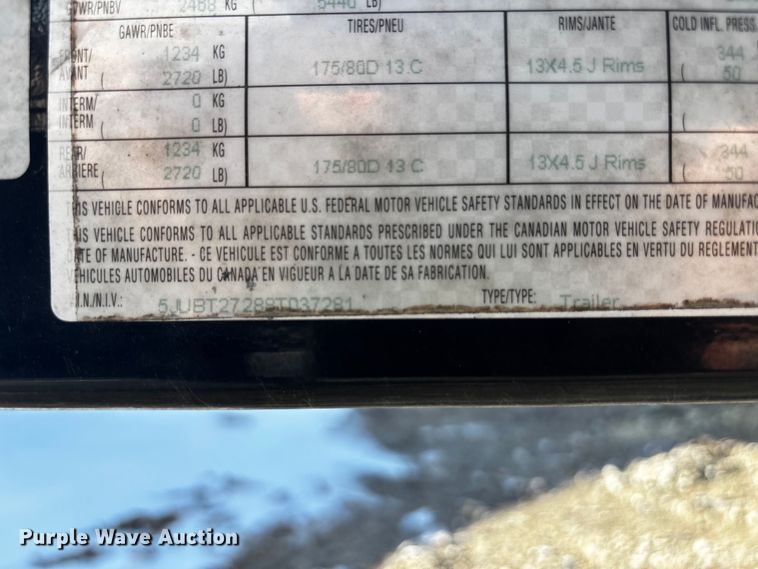 GVWR/PNBV 2468 KG ( 5440 LB)
GAWR/PNBE TIRES/PNEU RIMS/JANTE COLD INFL. PRESS
FRONT/ 1234 KG 344
AVANT ( 2720 LB) 175/80D 13 C 13X4.5 J Rims ( 50
INTERM/ 0 KG
INTERM ( 0 LB) (
REAR/ 1234 KG 344
ARRIERE ( 2720 LB) 175/80D 13 C 13X4.5 J Rims ( 50
THIS VEHICLE CONFORMS TO ALL APPLICABLE U.S. FEDERAL MOTOR VEHICLE SAFETY STANDARDS IN EFFECT ON THE DATE OF MANUFAC
THIS VEHICLE CONFORMS TO ALL APPLICABLE STANDARDS PRESCRIBED UNDER THE CANADIAN MOTOR VEHICLE SAFETY REGULATI
DATE OF MANUFACTURE. - CE VEHICULE EST CONFORME A TOUTES LES NORMES QUI LUI SONT APPLICABLES EN VERTU DU REGLEMENT
VEHICULES AUTOMOBILES DU CANADA EN VIGUEUR A LA DATE DE SA FABRICATION.
V.I.N./N.I.V.: 5JUBT27288T037281 TYPE/TYPE: Trailer
Purple Wave Auction